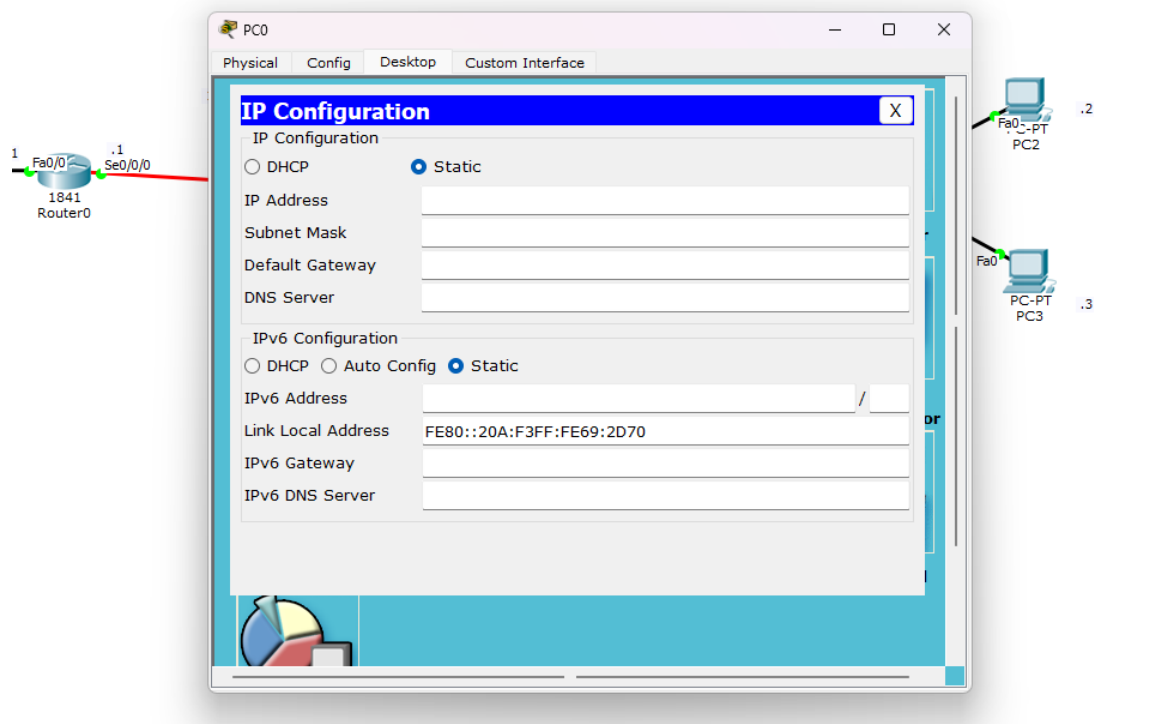 PC0
Physical Config Desktop Custom Interface
IP Configuration X
IP Configuration
DHCP Static
IP Address
Subnet Mask
Default Gateway
DNS Server
IPv6 Configuration
DHCP Auto Config Static
IPv6 Address /
Link Local Address FE80::20A:F3FF:FE69:2D70
IPv6 Gateway
IPv6 DNS Server
1
Fa0/0
.1
Se0/0/0
1841
Router0
Fa0
PC-PT
PC2
.2
Fa0
PC-PT
PC3
.3
or